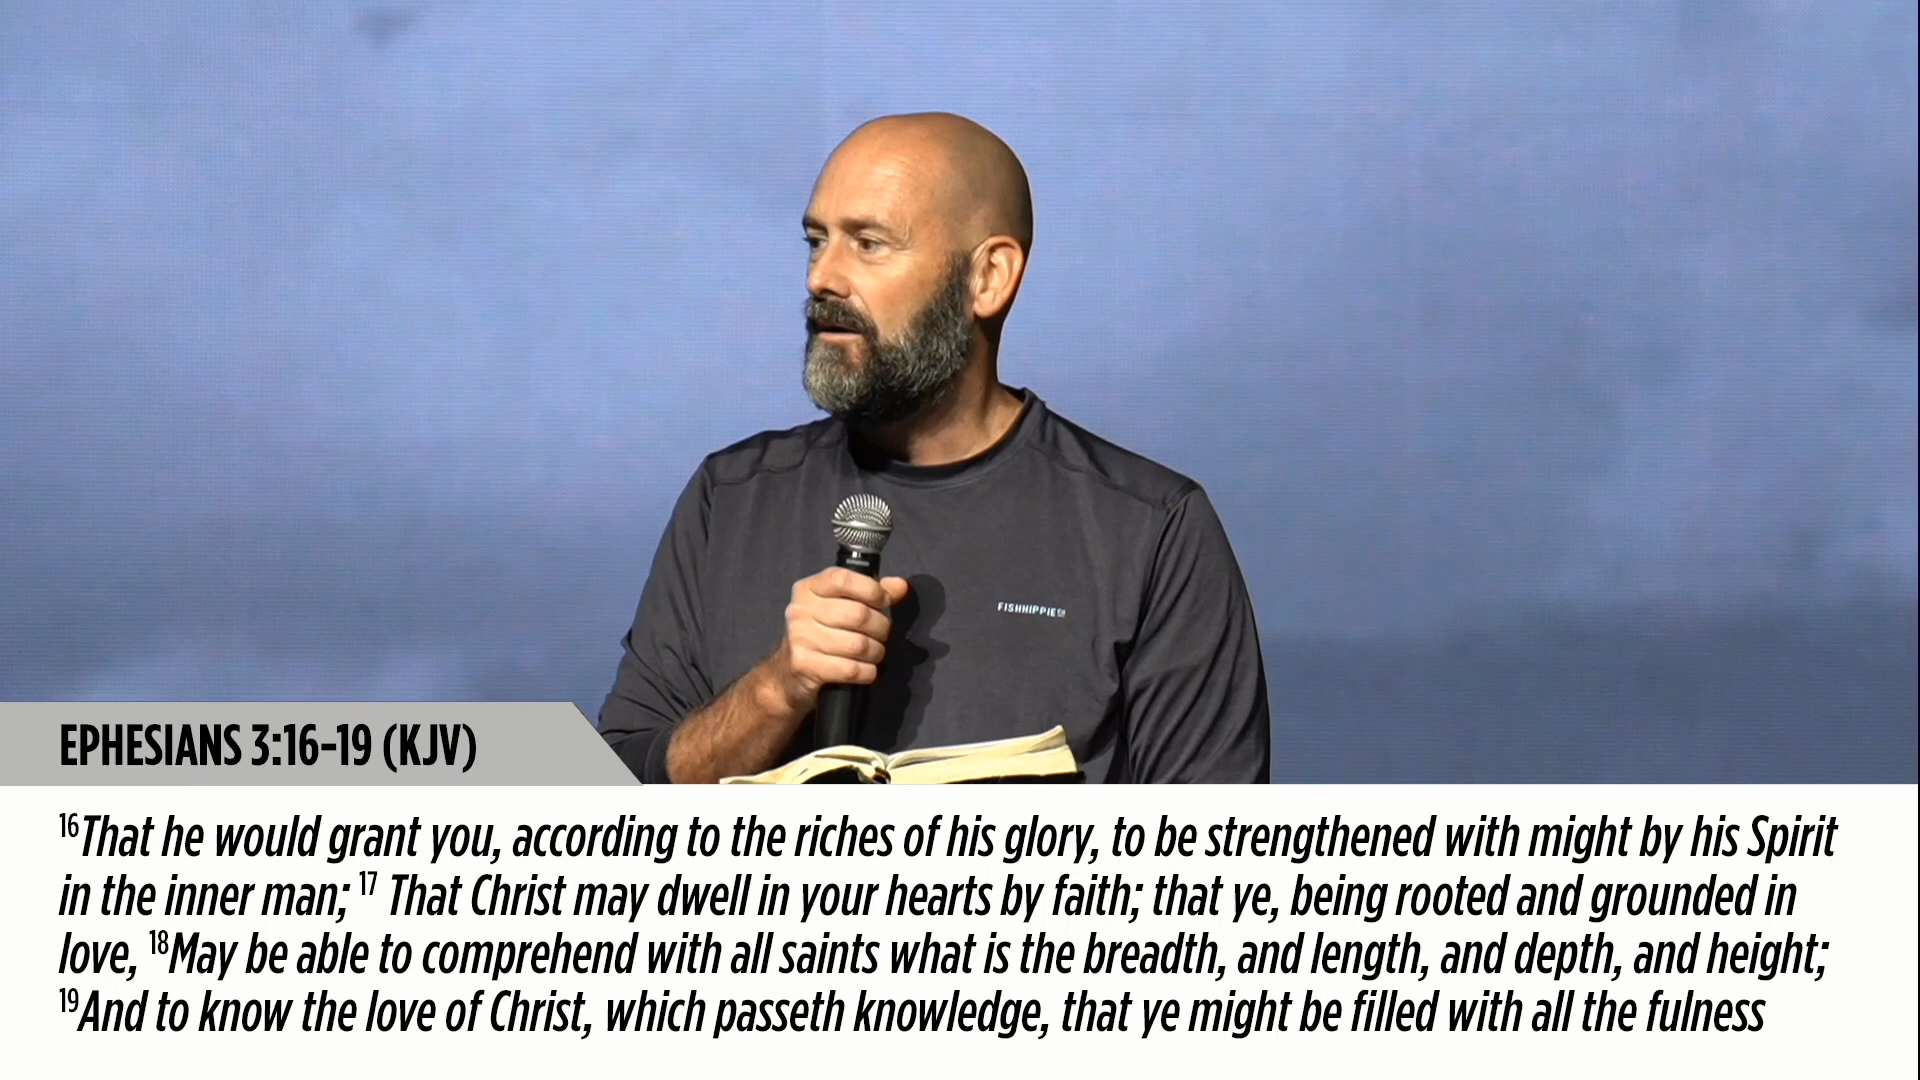 FISHHIPPIE
EPHESIANS 3:16-19 (KJV)
16That he would grant you, according to the riches of his glory, to be strengthened with might by his Spirit
in the inner man; 17 That Christ may dwell in your hearts by faith; that ye, being rooted and grounded in
love, 18May be able to comprehend with all saints what is the breadth, and length, and depth, and height;
19And to know the love of Christ, which passeth knowledge, that ye might be filled with all the fulness